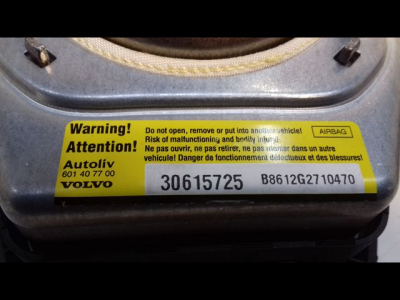 Warning!
Attention!
Autoliv
601 40 77 00
VOLVO
Do not open, remove or put into another vehicle!
Risk of malfunctioning and bodily injury!
Ne pas ouvrir, ne pas retirer, ne pas monter dans un autre
vehicule! Danger de fonctionnement défectueux et des blessures!
AIRBAG
30615725
B8612G2710470